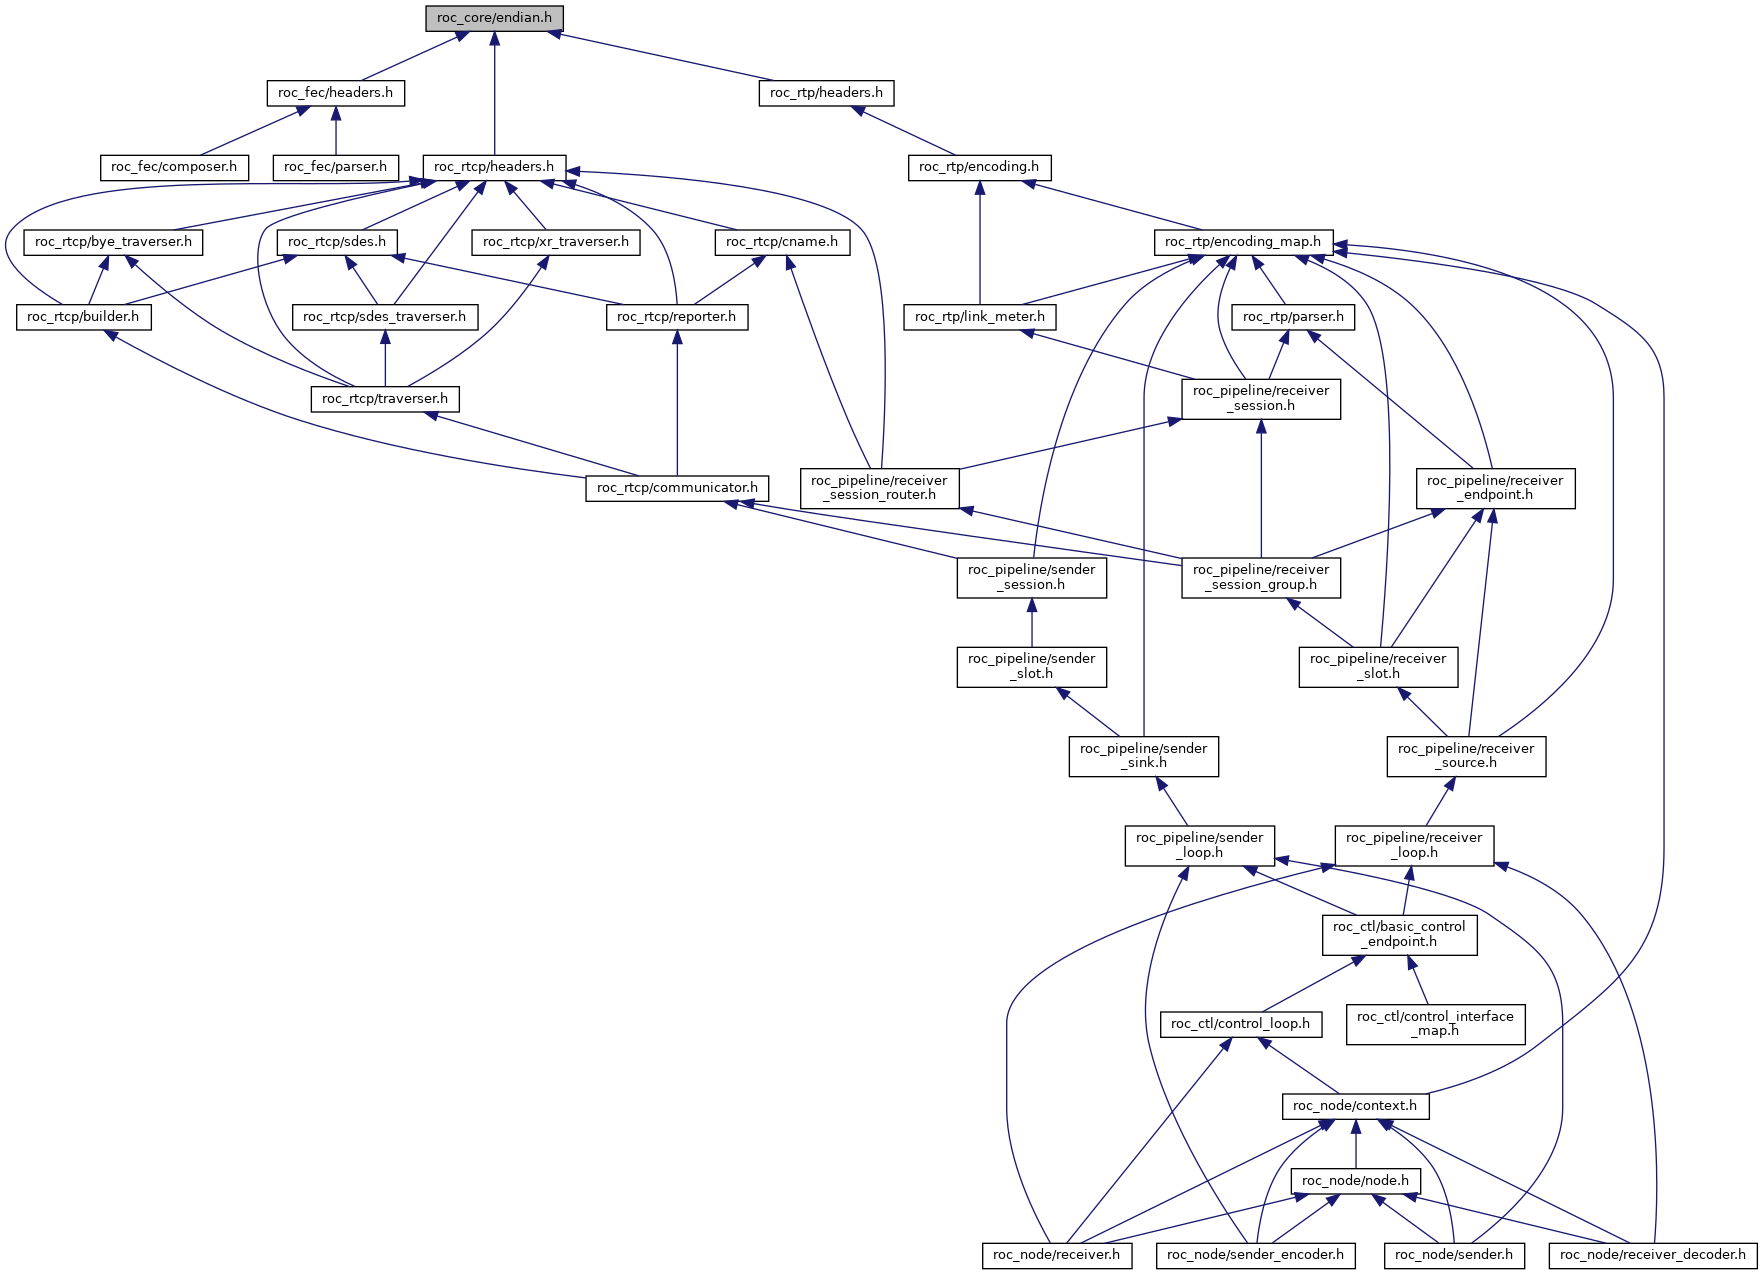 roc_core/endian.h
roc_fec/headers.h
roc_rtp/headers.h
roc_fec/composer.h
roc_fec/parser.h
roc_rtcp/headers.h
roc_rtp/encoding.h
roc_rtcp/bye_traverser.h
roc_rtcp/sdes.h
roc_rtcp/xr_traverser.h
roc_rtcp/cname.h
roc_rtp/encoding_map.h
roc_rtcp/builder.h
roc_rtcp/sdes_traverser.h
roc_rtcp/reporter.h
roc_rtp/link_meter.h
roc_rtp/parser.h
roc_rtcp/traverser.h
roc_pipeline/receiver
_session.h
roc_rtcp/communicator.h
roc_pipeline/receiver
_session_router.h
roc_pipeline/receiver
_endpoint.h
roc_pipeline/sender
_session.h
roc_pipeline/receiver
_session_group.h
roc_pipeline/sender
_slot.h
roc_pipeline/receiver
_slot.h
roc_pipeline/sender
_sink.h
roc_pipeline/receiver
_source.h
roc_pipeline/sender
_loop.h
roc_pipeline/receiver
_loop.h
roc_ctl/basic_control
_endpoint.h
roc_ctl/control_loop.h
roc_ctl/control_interface
_map.h
roc_node/context.h
roc_node/node.h
roc_node/receiver.h
roc_node/sender_encoder.h
roc_node/sender.h
roc_node/receiver_decoder.h